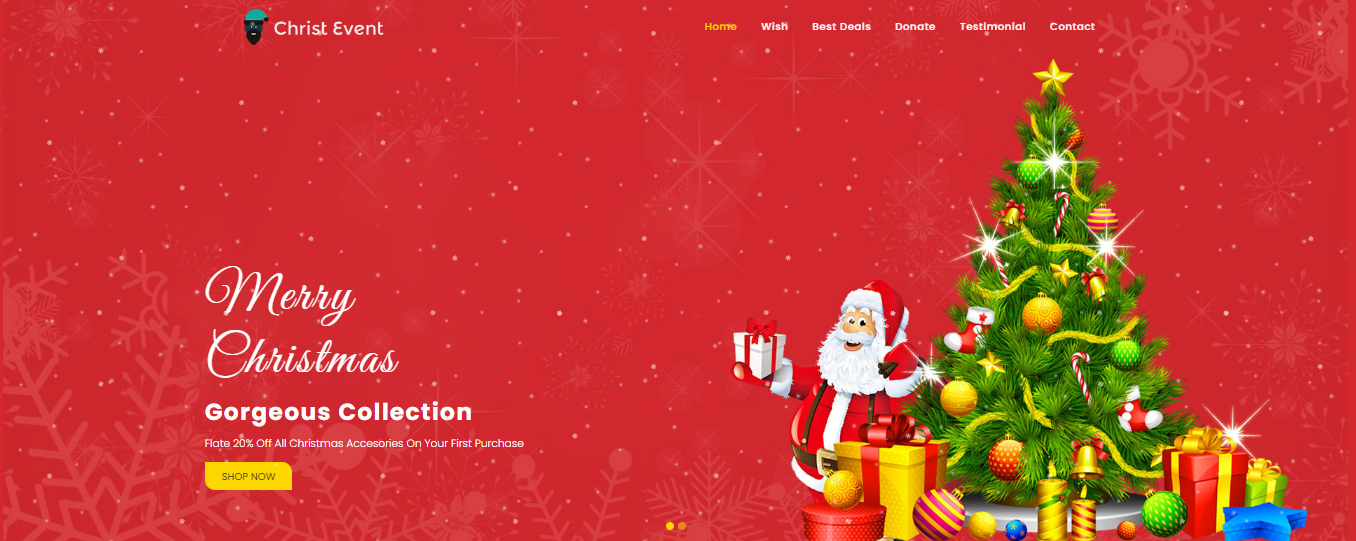 Christ Event
Home Wish Best Deals Donate Testimonial Contact
Merry
Christmas
Gorgeous Collection
Flate 20% Off All Christmas Accesories On Your First Purchase
SHOP NOW